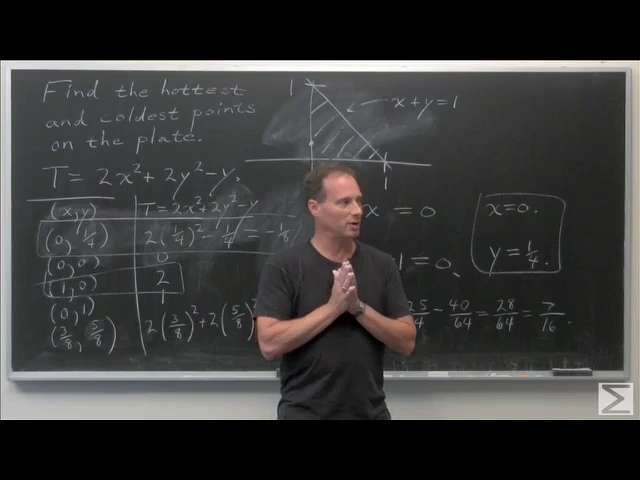 Find the hottest
and coldest points
on the plate.
T = 2x² + 2y² - y.
1
x+y=1
1
(x,y) T = 2x²+2y²-y
(0, 1/4) 2(1/4)² - 1/4 = -1/8
(0,0) 0
(1,0) 2
(0,1) 1
(3/8, 5/8) 2(3/8)² + 2(5/8)²
x = 0
1 = 0.
x=0.
y = 1/4.
- 40/64 = 28/64 = 7/16.
Σ